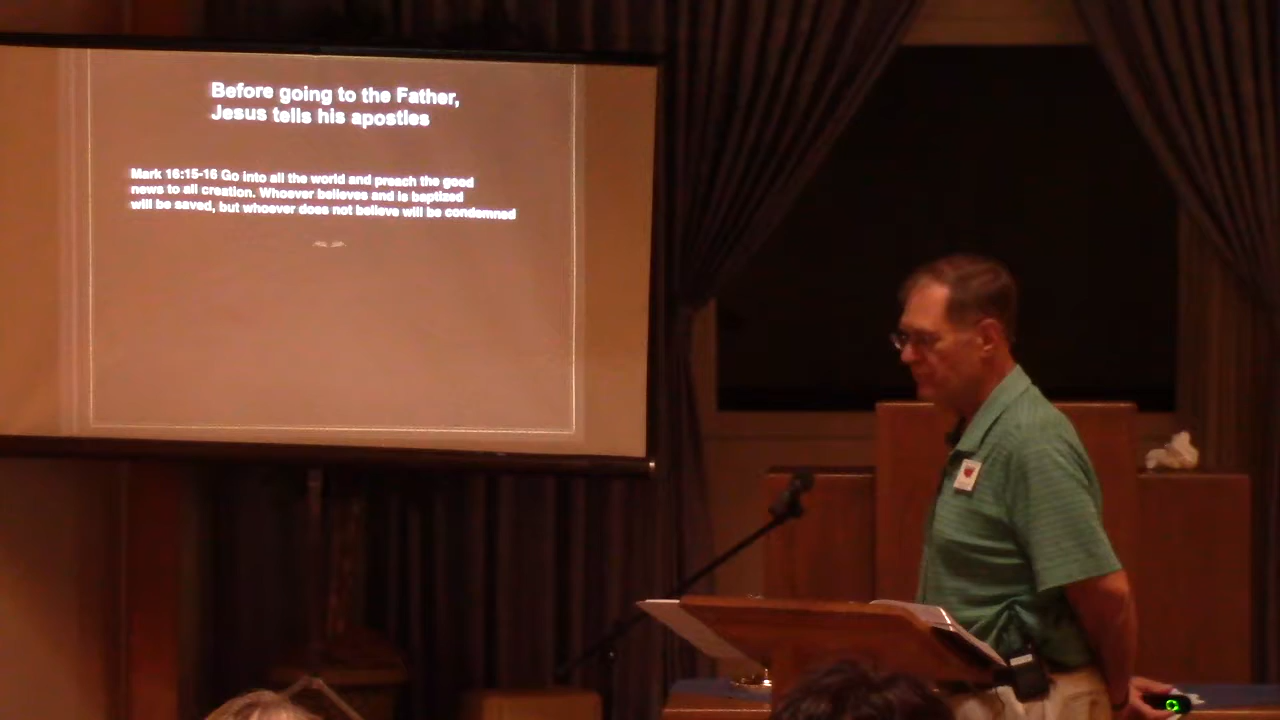 Before going to the Father,
Jesus tells his apostles
Mark 16:15-16 Go into all the world and preach the good
news to all creation. Whoever believes and is baptized
will be saved, but whoever does not believe will be condemned